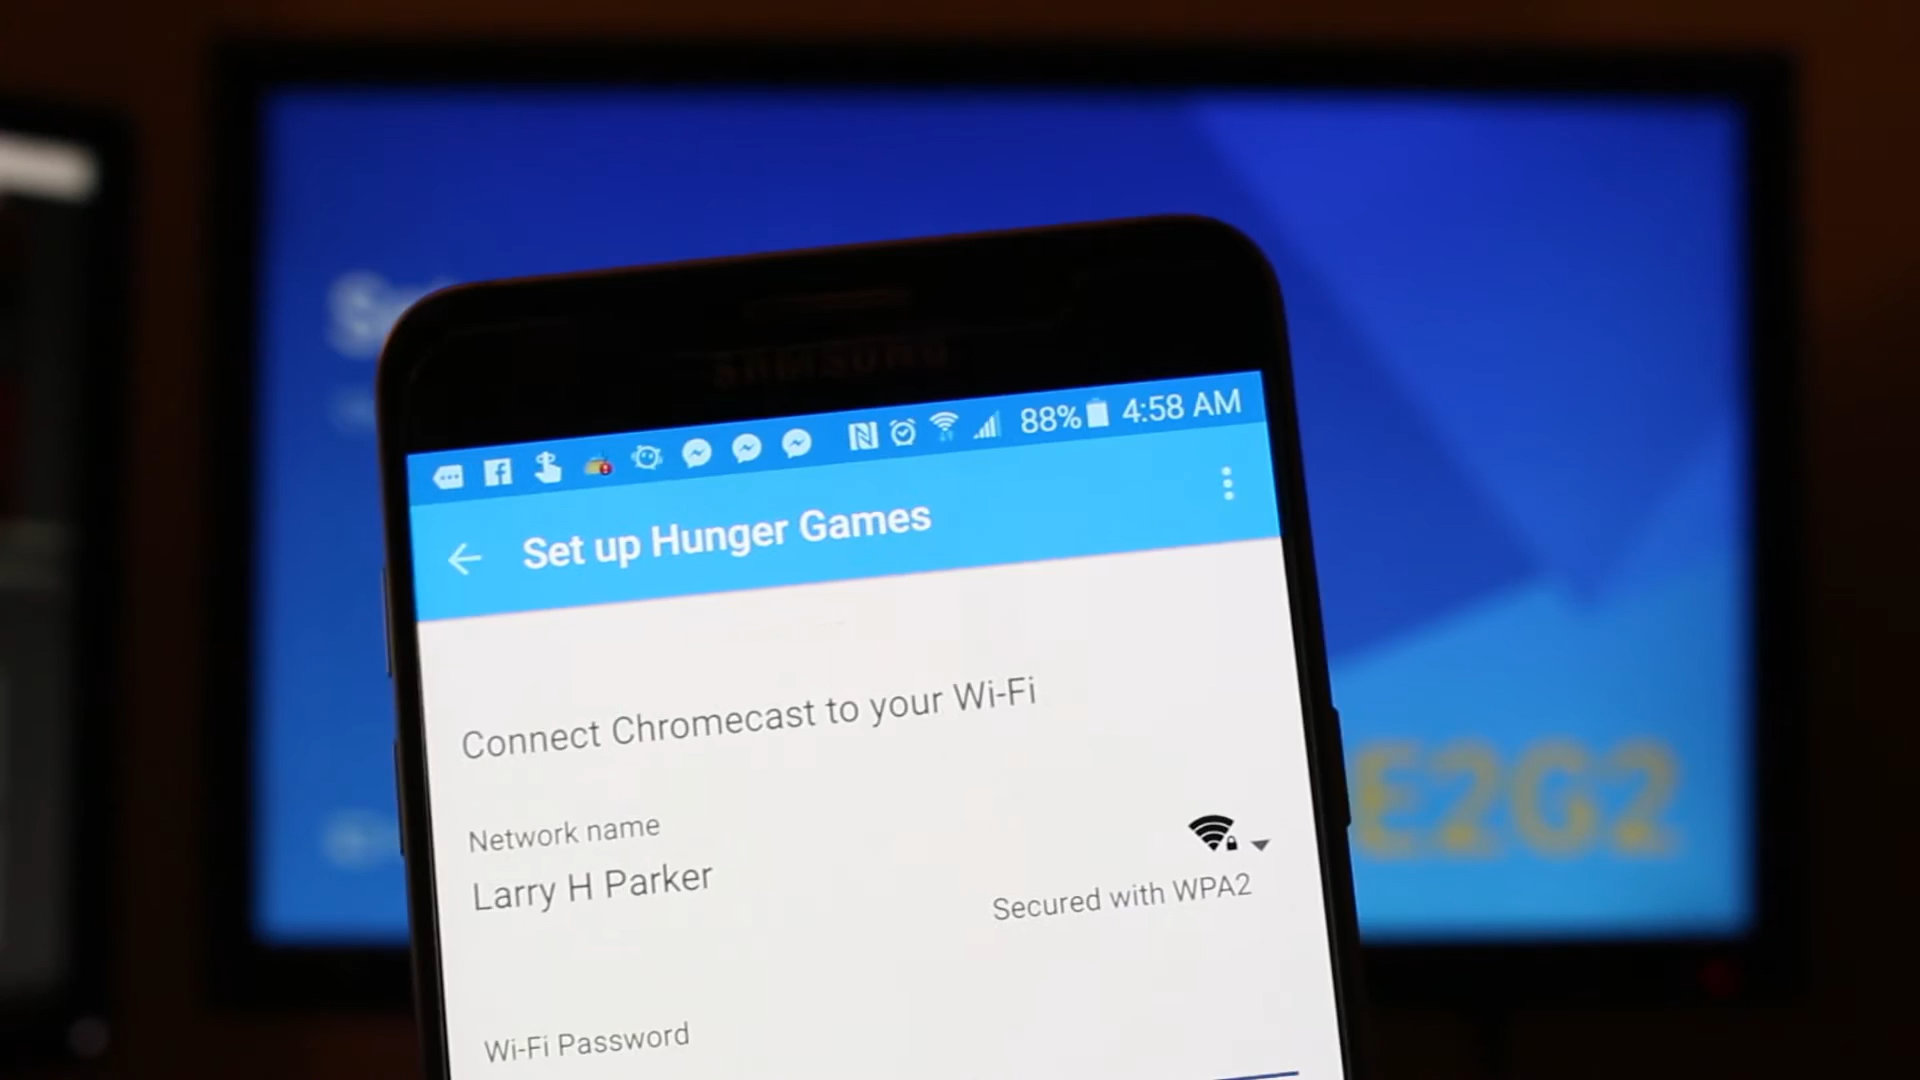 SAMSUNG
88% 4:58 AM
Set up Hunger Games
Connect Chromecast to your Wi-Fi
Network name
Larry H Parker
Secured with WPA2
Wi-Fi Password
E2G2